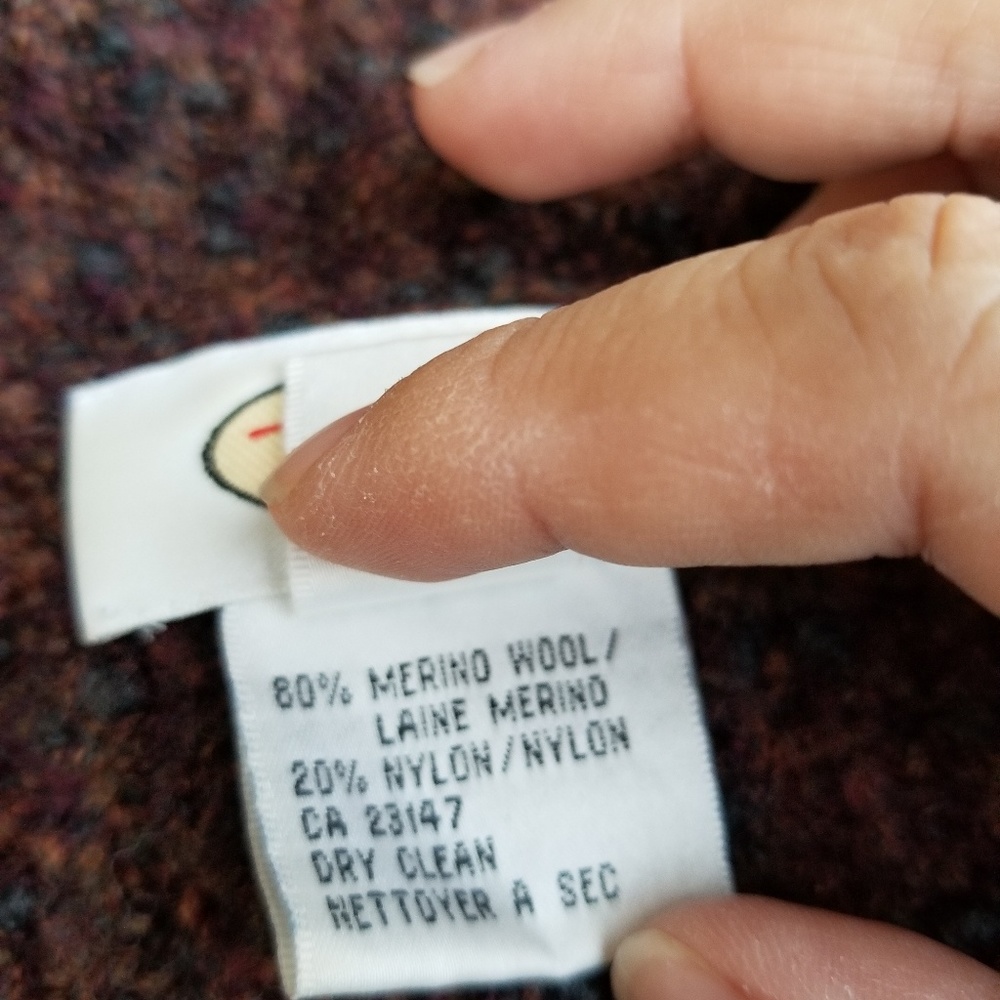 80% MERINO WOOL/
LAINE MERINO
20% NYLON/NYLON
CA 23147
DRY CLEAN
NETTOYER A SEC